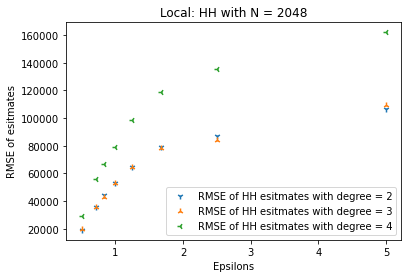 Local: HH with N = 2048
RMSE of esitmates
160000
140000
120000
100000
80000
60000
40000
20000
RMSE of HH esitmates with degree = 2
RMSE of HH esitmates with degree = 3
RMSE of HH esitmates with degree = 4
1
2
3
4
5
Epsilons